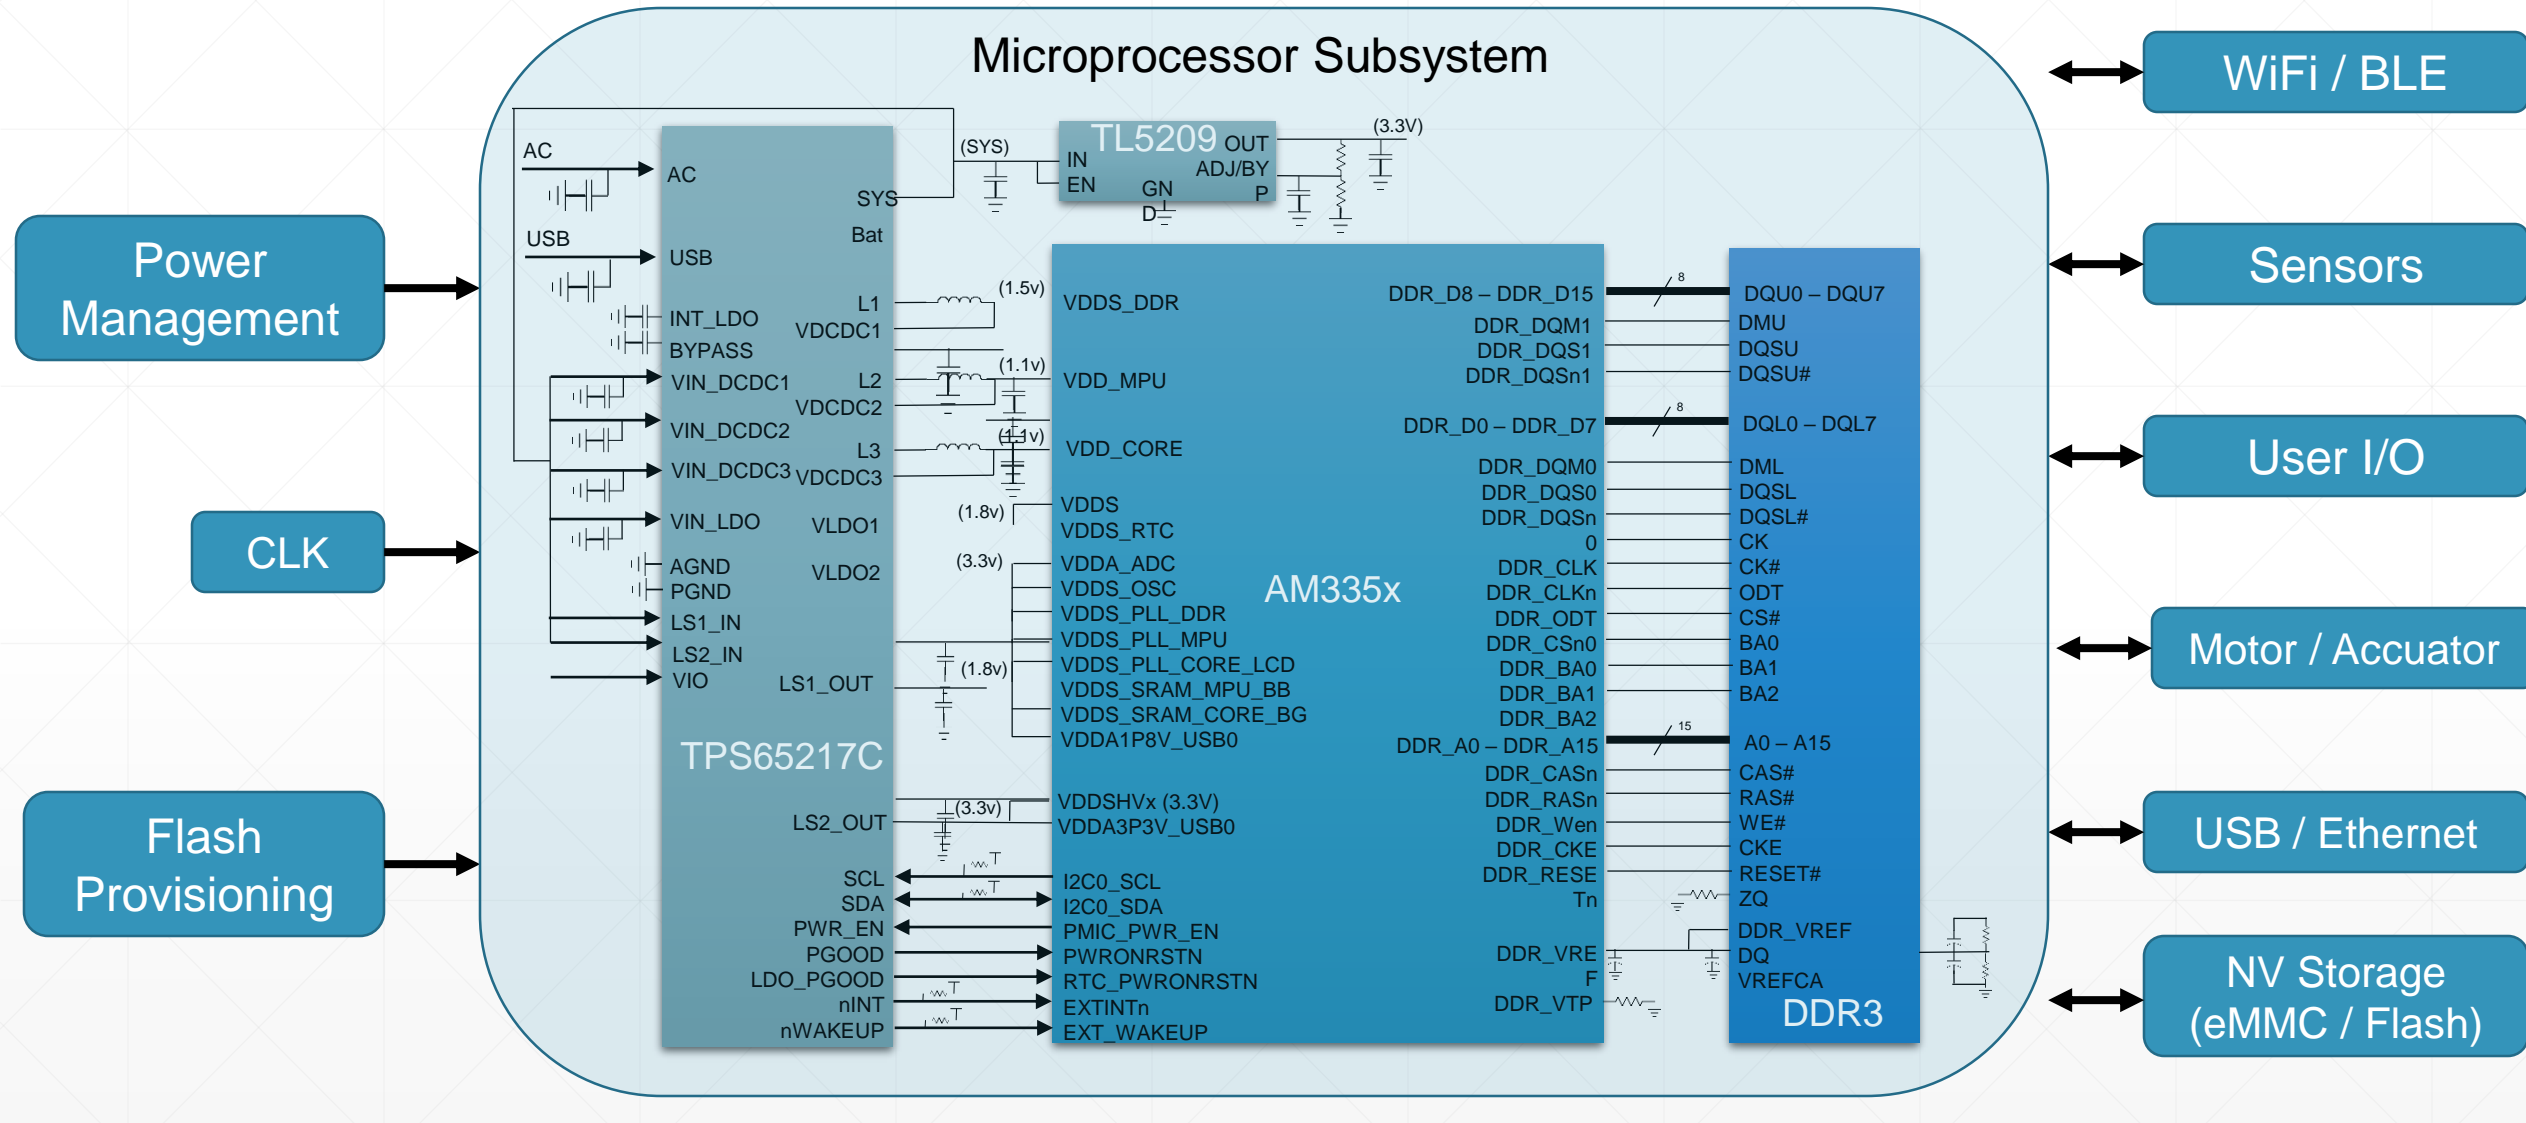 Microprocessor Subsystem
Power
Management
CLK
Flash
Provisioning
AC
USB
AC
USB
INT_LDO
BYPASS
VIN_DCDC1
VIN_DCDC2
VIN_DCDC3
VIN_LDO
AGND
PGND
LS1_IN
LS2_IN
VIO
SYS
Bat
L1
VDCDC1
L2
VDCDC2
L3
VDCDC3
VLDO1
VLDO2
LS1_OUT
TPS65217C
LS2_OUT
SCL
SDA
PWR_EN
PGOOD
LDO_PGOOD
nINT
nWAKEUP
(SYS)
(1.5v)
(1.1v)
(1.1v)
(1.8v)
(3.3v)
(1.8v)
(3.3v)
T
T
T
T
TL5209
IN
EN
GN
D
OUT
ADJ/BY
P
(3.3V)
VDDS_DDR
VDD_MPU
VDD_CORE
VDDS
VDDS_RTC
VDDA_ADC
VDDS_OSC
VDDS_PLL_DDR
VDDS_PLL_MPU
VDDS_PLL_CORE_LCD
VDDS_SRAM_MPU_BB
VDDS_SRAM_CORE_BG
VDDA1P8V_USB0
VDDSHVx (3.3V)
VDDA3P3V_USB0
I2C0_SCL
I2C0_SDA
PMIC_PWR_EN
PWRONRSTN
RTC_PWRONRSTN
EXTINTn
EXT_WAKEUP
AM335x
DDR_D8 – DDR_D15
DDR_DQM1
DDR_DQS1
DDR_DQSn1
DDR_D0 – DDR_D7
DDR_DQM0
DDR_DQS0
DDR_DQSn
0
DDR_CLK
DDR_CLKn
DDR_ODT
DDR_CSn0
DDR_BA0
DDR_BA1
DDR_BA2
DDR_A0 – DDR_A15
DDR_CASn
DDR_RASn
DDR_Wen
DDR_CKE
DDR_RESE
Tn
DDR_VRE
F
DDR_VTP
8
8
15
DQU0 – DQU7
DMU
DQSU
DQSU#
DQL0 – DQL7
DML
DQSL
DQSL#
CK
CK#
ODT
CS#
BA0
BA1
BA2
A0 – A15
CAS#
RAS#
WE#
CKE
RESET#
ZQ
DDR_VREF
DQ
VREFCA
DDR3
WiFi / BLE
Sensors
User I/O
Motor / Accuator
USB / Ethernet
NV Storage
(eMMC / Flash)